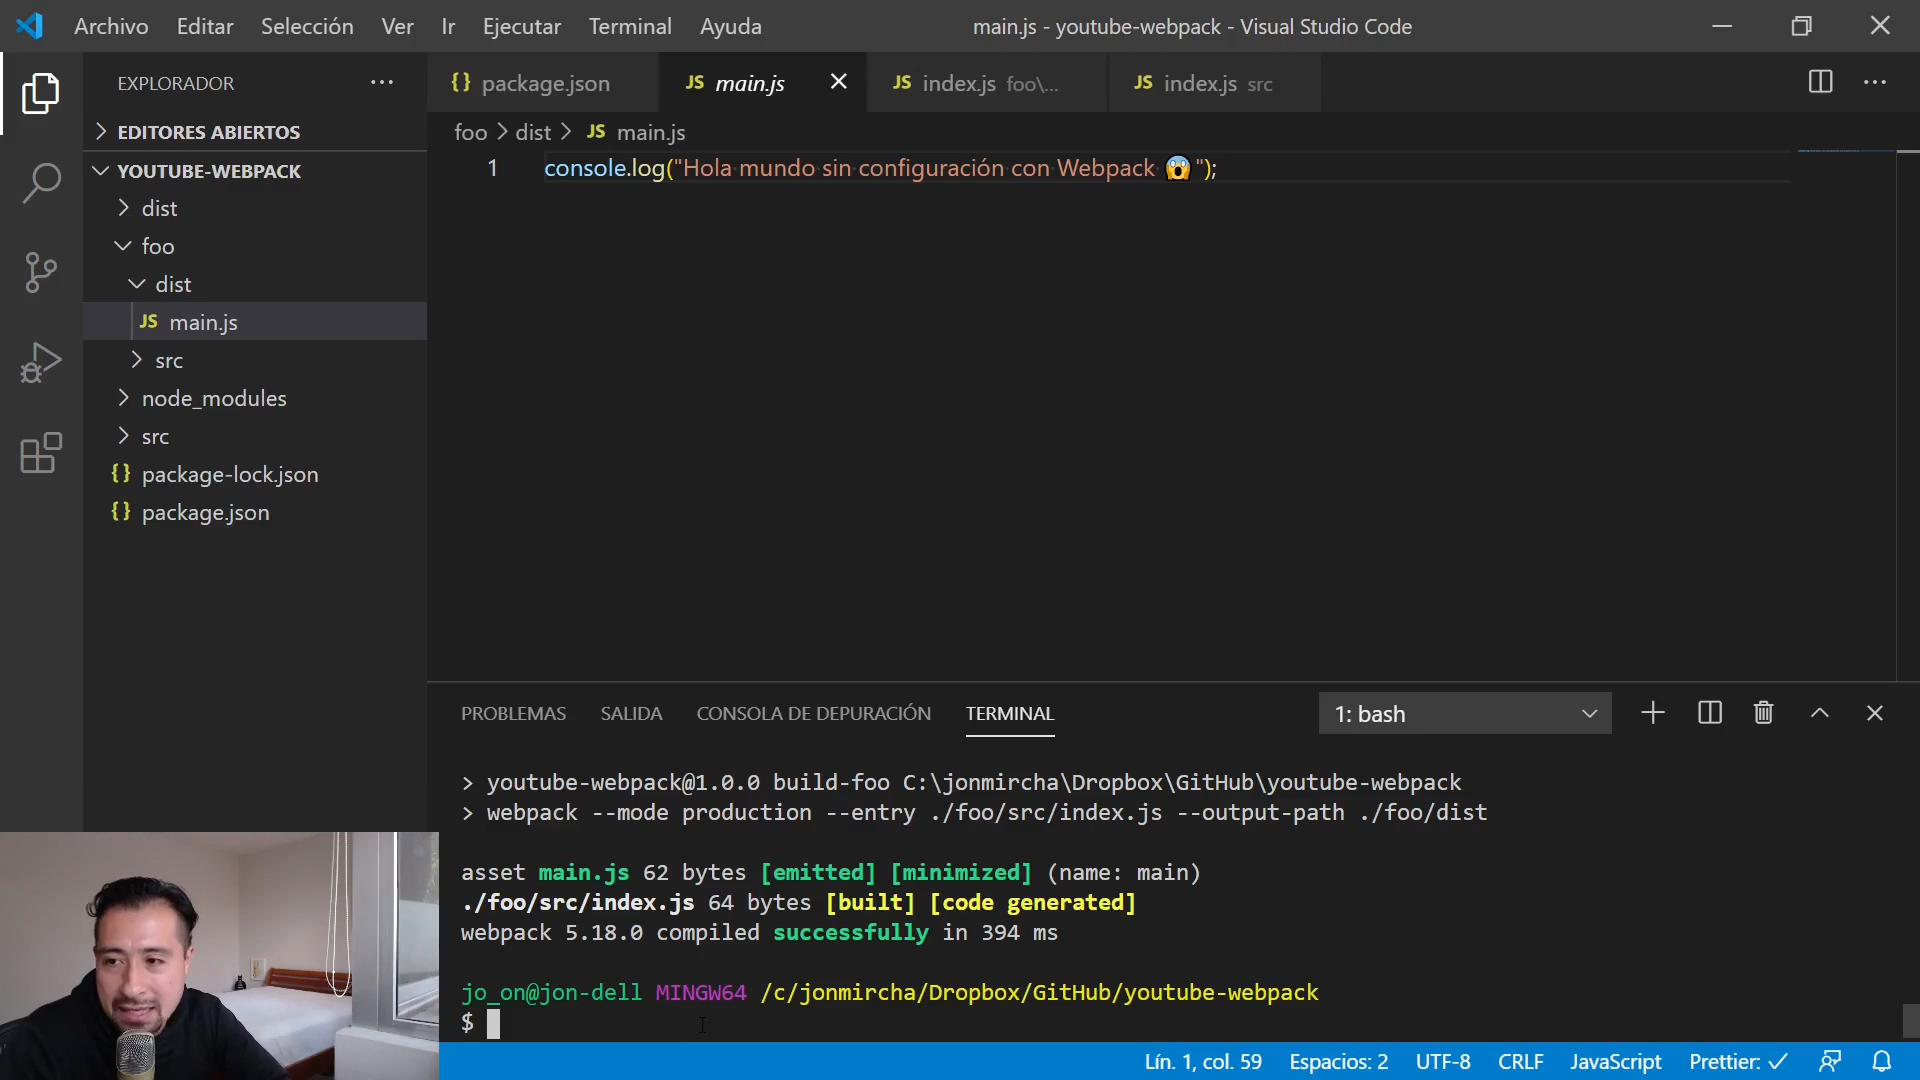 Archivo Editar Selección Ver Ir Ejecutar Terminal Ayuda main.js - youtube-webpack - Visual Studio Code
EXPLORADOR
EDITORES ABIERTOS
YOUTUBE-WEBPACK
dist
foo
dist
JS main.js
src
node_modules
src
{} package-lock.json
{} package.json
{} package.json JS main.js JS index.js foo\... JS index.js src
foo > dist > JS main.js
1 console.log("Hola mundo sin configuración con Webpack 😱");
PROBLEMAS SALIDA CONSOLA DE DEPURACIÓN TERMINAL 1: bash
> youtube-webpack@1.0.0 build-foo C:\jonmircha\Dropbox\GitHub\youtube-webpack
> webpack --mode production --entry ./foo/src/index.js --output-path ./foo/dist
asset main.js 62 bytes [emitted] [minimized] (name: main)
./foo/src/index.js 64 bytes [built] [code generated]
webpack 5.18.0 compiled successfully in 394 ms
jo_on@jon-dell MINGW64 /c/jonmircha/Dropbox/GitHub/youtube-webpack
$
Lín. 1, col. 59 Espacios: 2 UTF-8 CRLF JavaScript Prettier: ✓